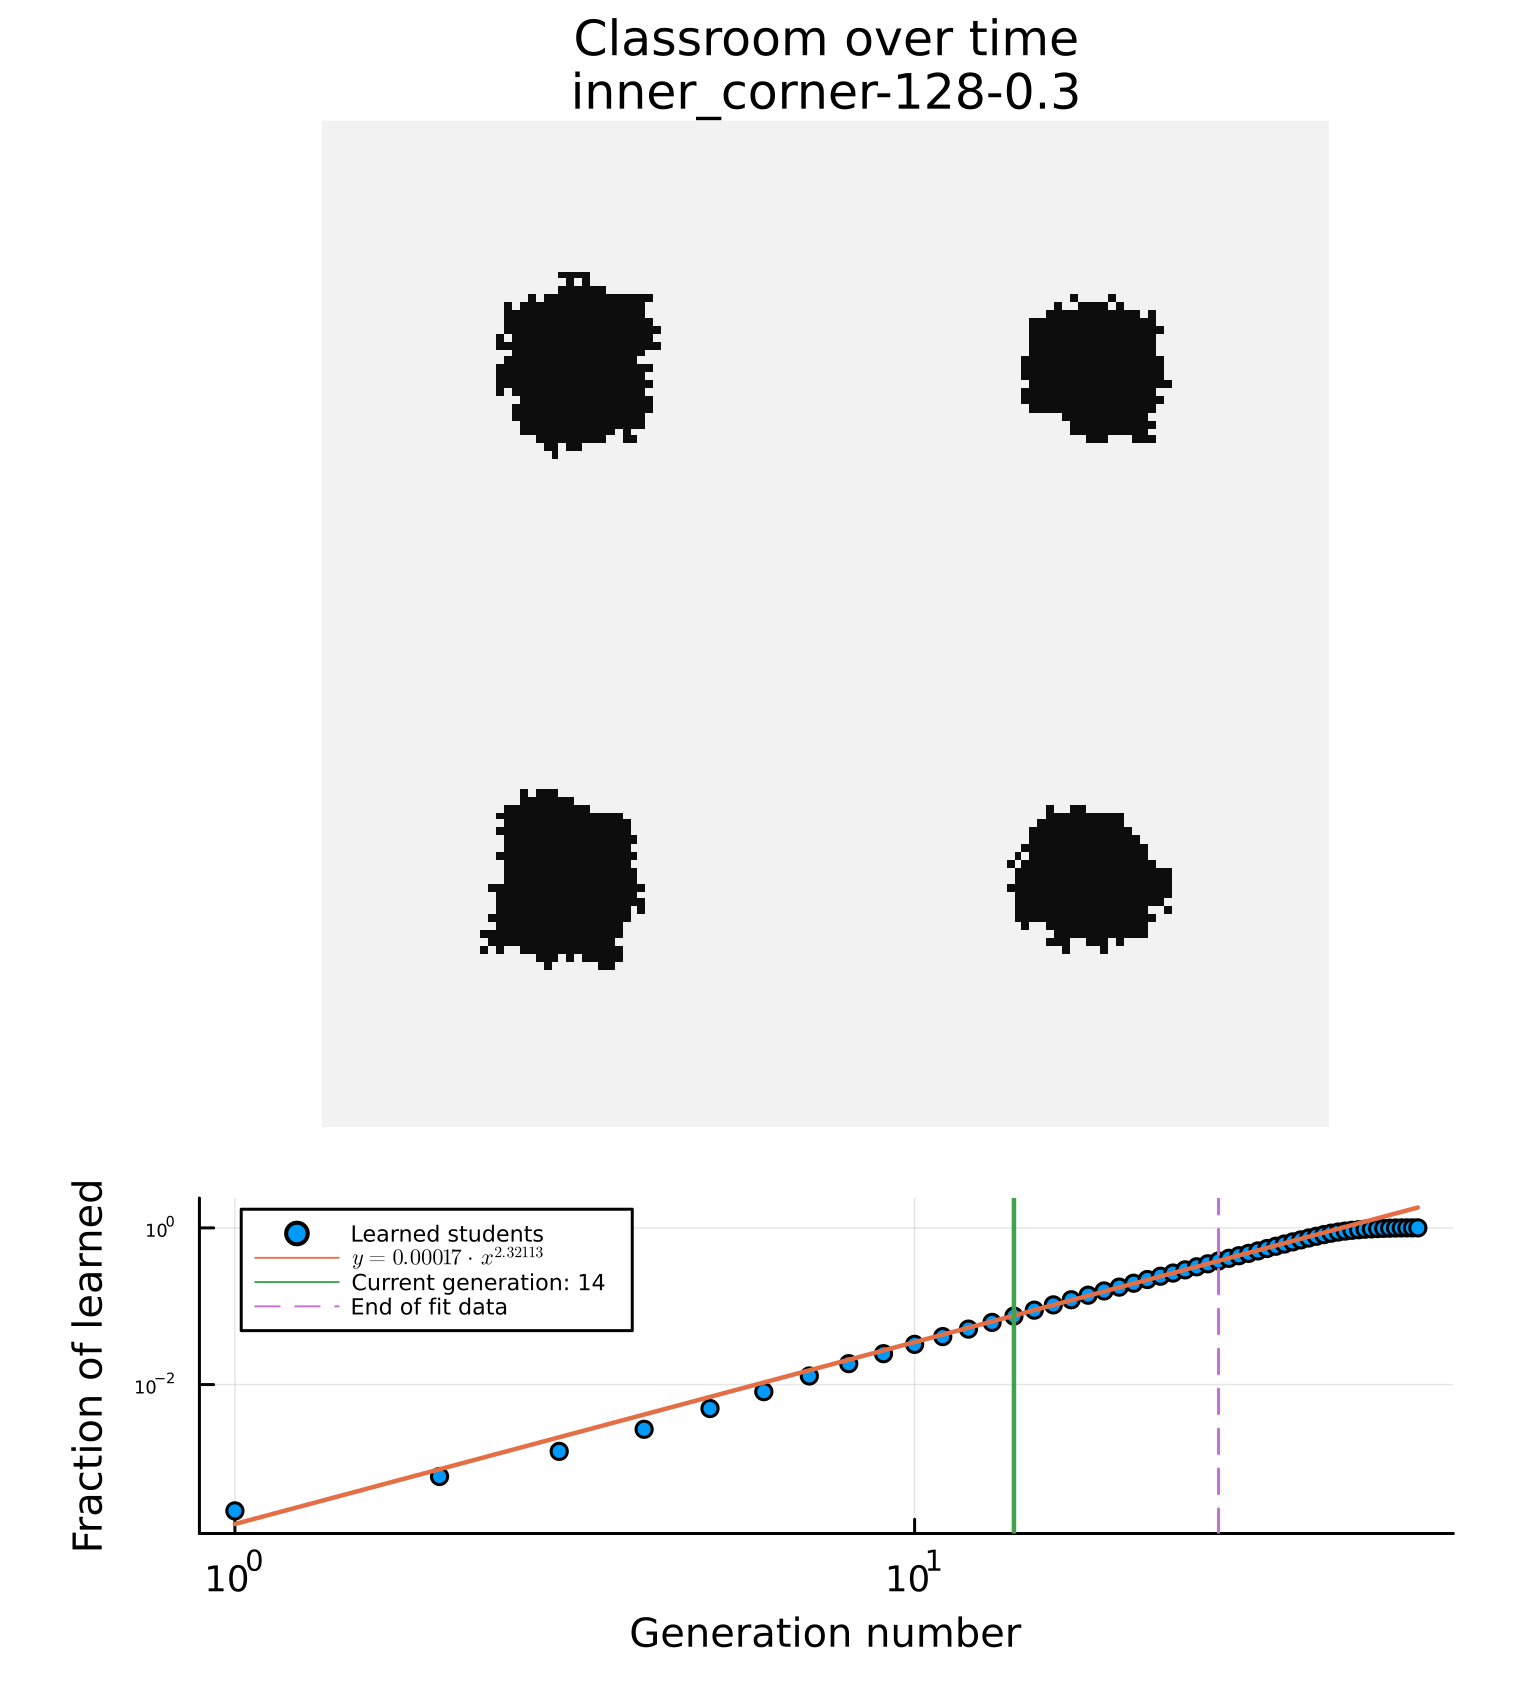 Classroom over time
inner_corner-128-0.3
Fraction of learned
10^0
10^-2
Learned students
y = 0.00017 · x^2.32113
Current generation: 14
End of fit data
10^0
10^1
Generation number